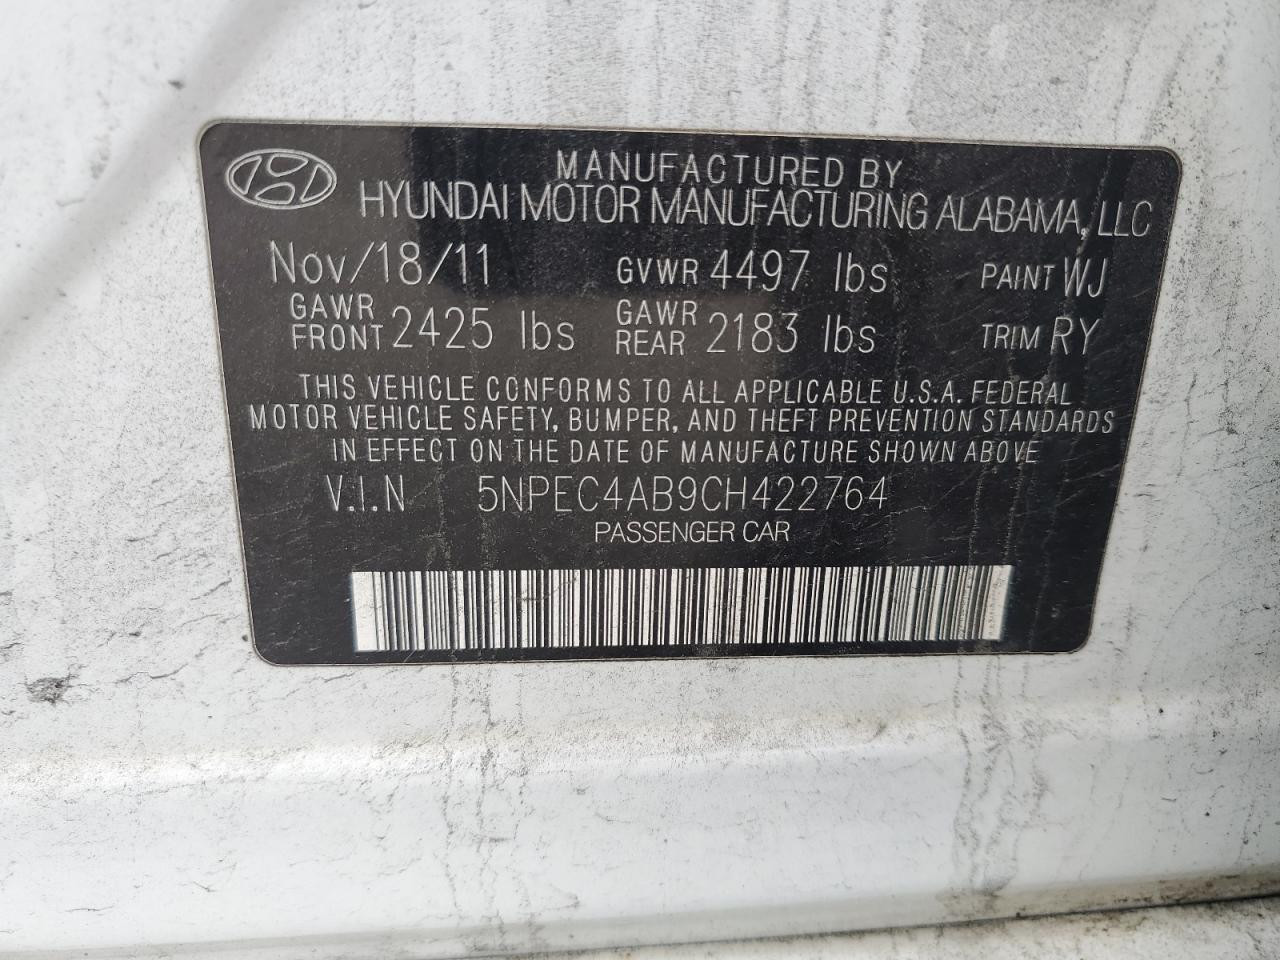 MANUFACTURED BY
HYUNDAI MOTOR MANUFACTURING ALABAMA, LLC
Nov/18/11 GVWR 4497 lbs PAINT WJ
GAWR FRONT 2425 lbs GAWR REAR 2183 lbs TRIM RY
THIS VEHICLE CONFORMS TO ALL APPLICABLE U.S.A. FEDERAL
MOTOR VEHICLE SAFETY, BUMPER, AND THEFT PREVENTION STANDARDS
IN EFFECT ON THE DATE OF MANUFACTURE SHOWN ABOVE
V.I.N 5NPEC4AB9CH422764
PASSENGER CAR